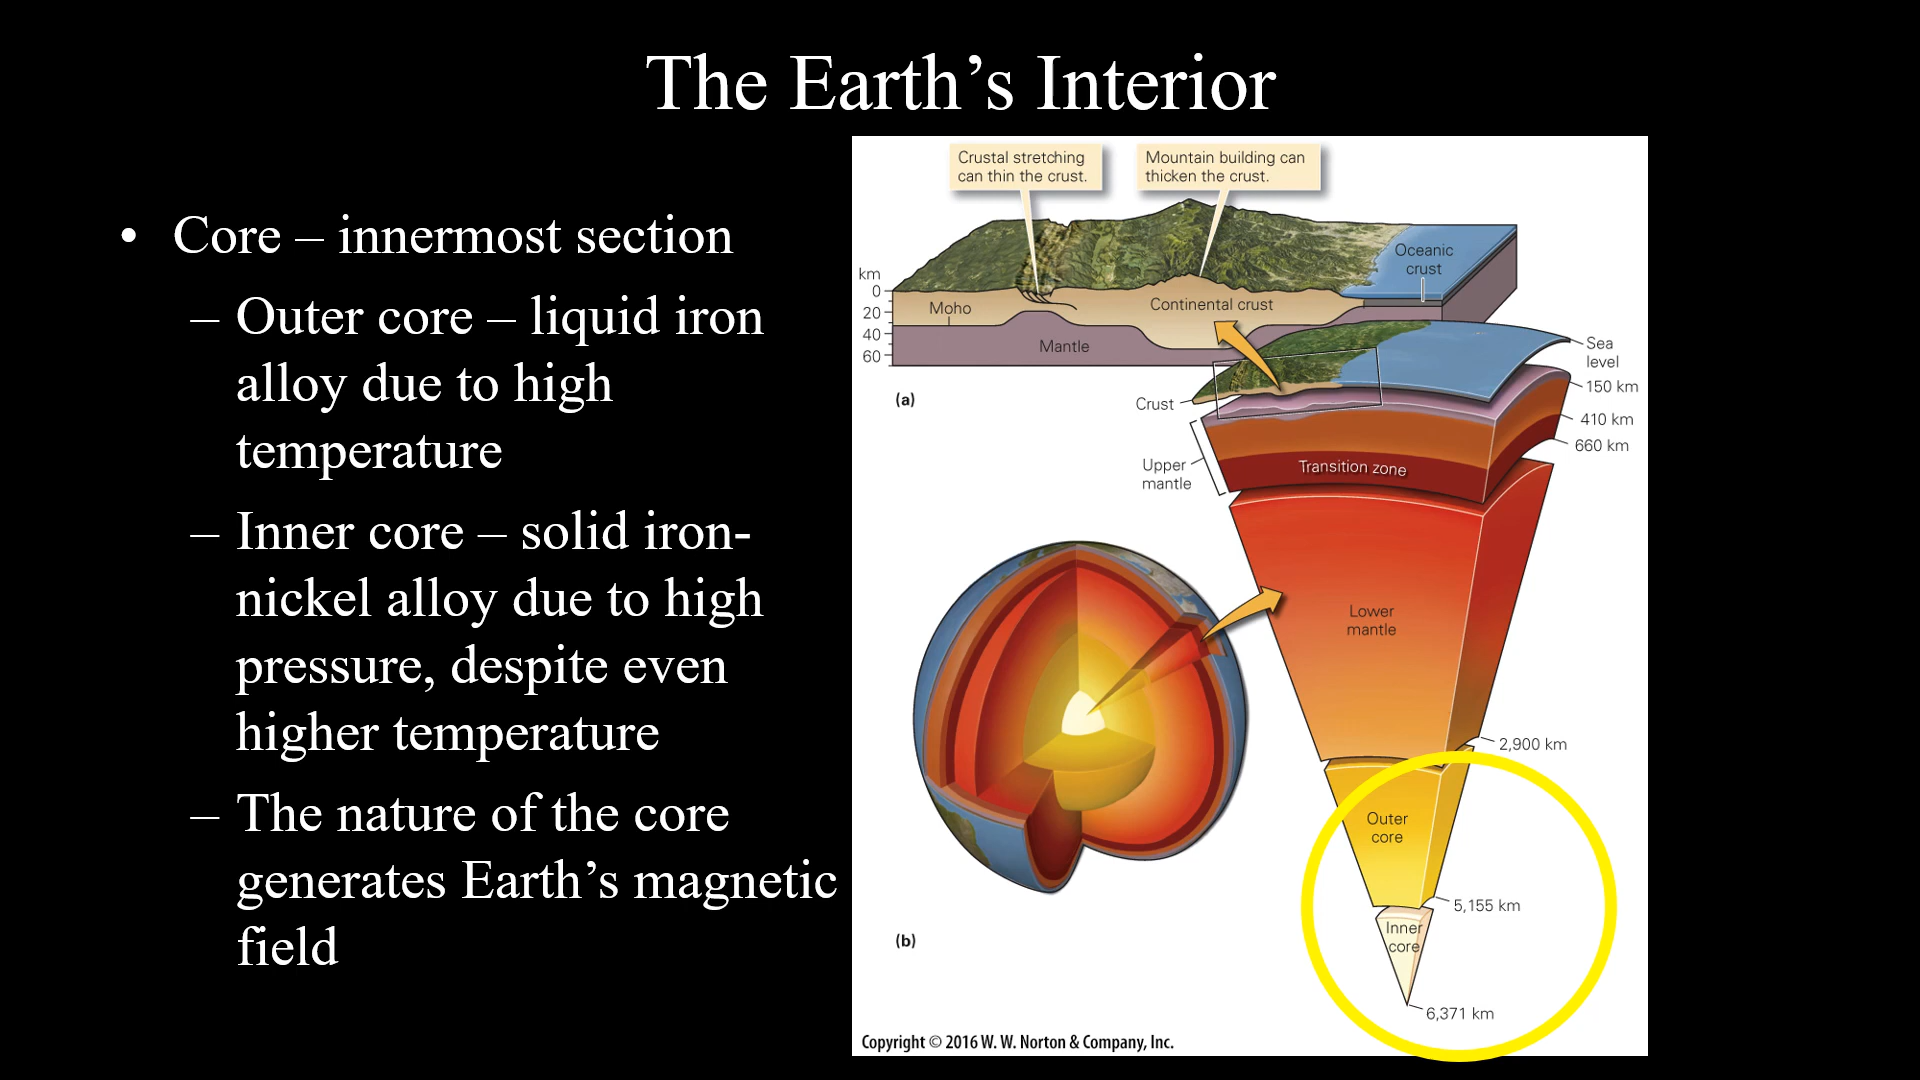 The Earth’s Interior
• Core – innermost section
– Outer core – liquid iron
alloy due to high
temperature
– Inner core – solid iron-
nickel alloy due to high
pressure, despite even
higher temperature
– The nature of the core
generates Earth’s magnetic
field
Crustal stretching
can thin the crust.
Mountain building can
thicken the crust.
Oceanic
crust
km
0
20
40
60
Moho
Continental crust
Mantle
(a)
Sea
level
150 km
410 km
660 km
Crust
Upper
mantle
Transition zone
Lower
mantle
2,900 km
Outer
core
5,155 km
Inner
core
6,371 km
(b)
Copyright © 2016 W. W. Norton & Company, Inc.